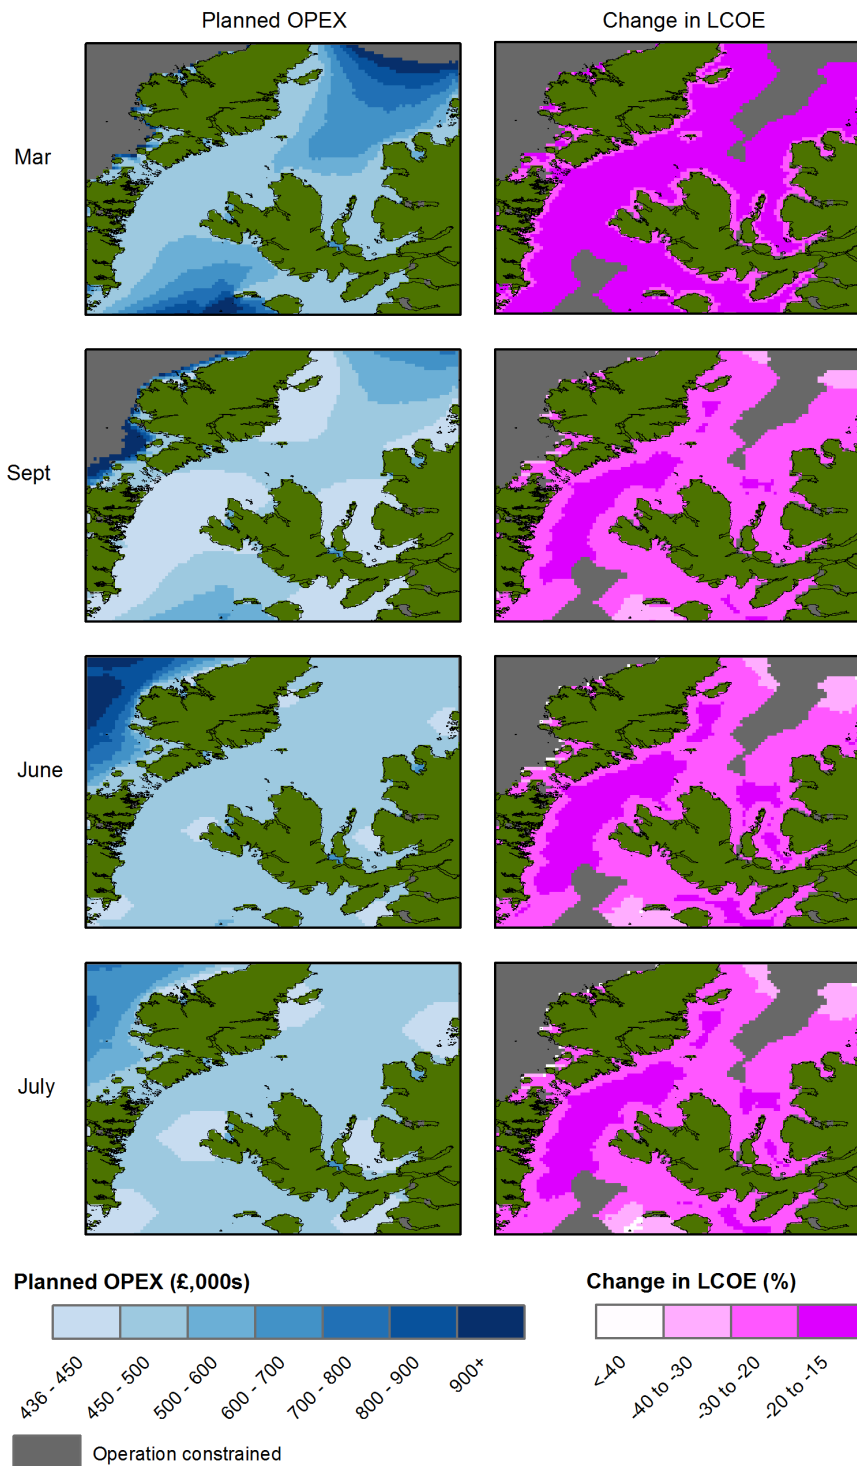 Planned OPEX
Change in LCOE
Mar
Sept
June
July
Planned OPEX (£,000s)
436 - 450
450 - 500
500 - 600
600 - 700
700 - 800
800 - 900
900+
Operation constrained
Change in LCOE (%)
<-40
-40 to -30
-30 to -20
-20 to -15